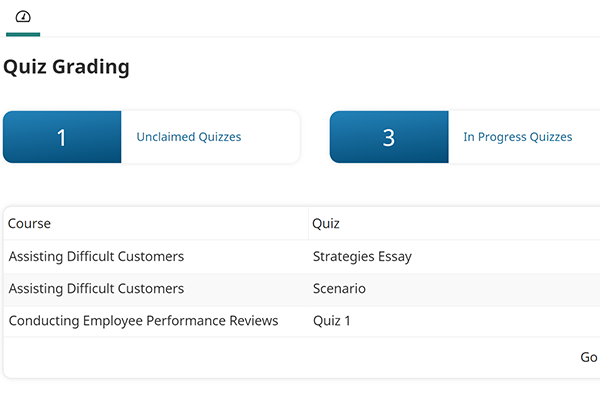 Quiz Grading
1 Unclaimed Quizzes 3 In Progress Quizzes
Course Quiz
Assisting Difficult Customers Strategies Essay
Assisting Difficult Customers Scenario
Conducting Employee Performance Reviews Quiz 1
Go